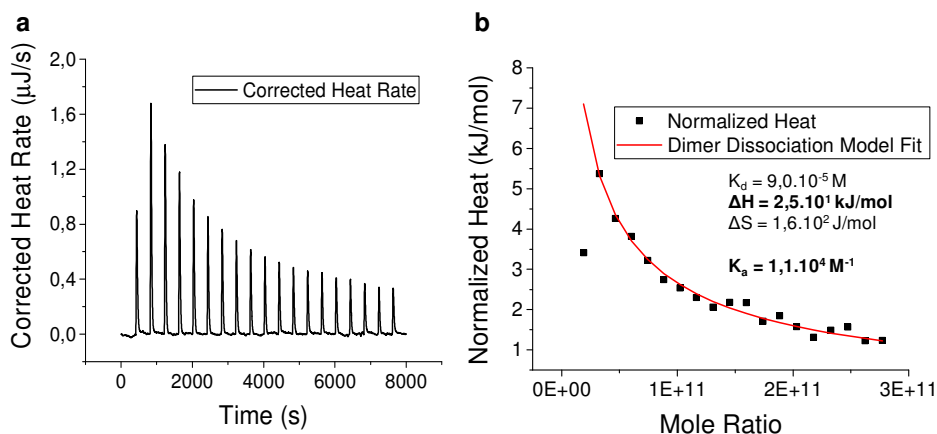 a
2,0
1,6
1,2
0,8
0,4
0,0
0
2000
4000
6000
8000
Corrected Heat Rate (μJ/s)
Time (s)
Corrected Heat Rate
b
8
7
6
5
4
3
2
1
0E+00
1E+11
2E+11
3E+11
Normalized Heat (kJ/mol)
Mole Ratio
Normalized Heat
Dimer Dissociation Model Fit
K_d = 9,0.10^-5 M
ΔH = 2,5.10^1 kJ/mol
ΔS = 1,6.10^2 J/mol
K_a = 1,1.10^4 M^-1